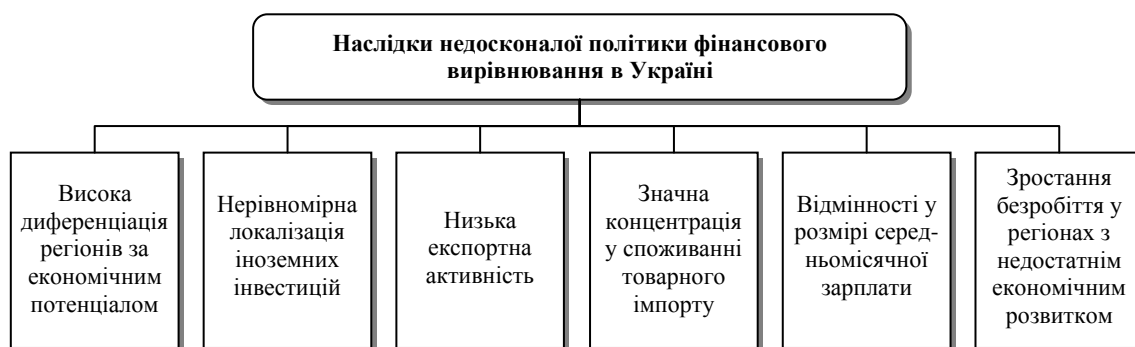 Наслідки недосконалої політики фінансового
вирівнювання в Україні
Висока
диференціація
регіонів за
економічним
потенціалом
Нерівномірна
локалізація
іноземних
інвестицій
Низька
експортна
активність
Значна
концентрація
у споживанні
товарного
імпорту
Відмінності у
розмірі серед-
ньомісячної
зарплати
Зростання
безробіття у
регіонах з
недостатнім
економічним
розвитком